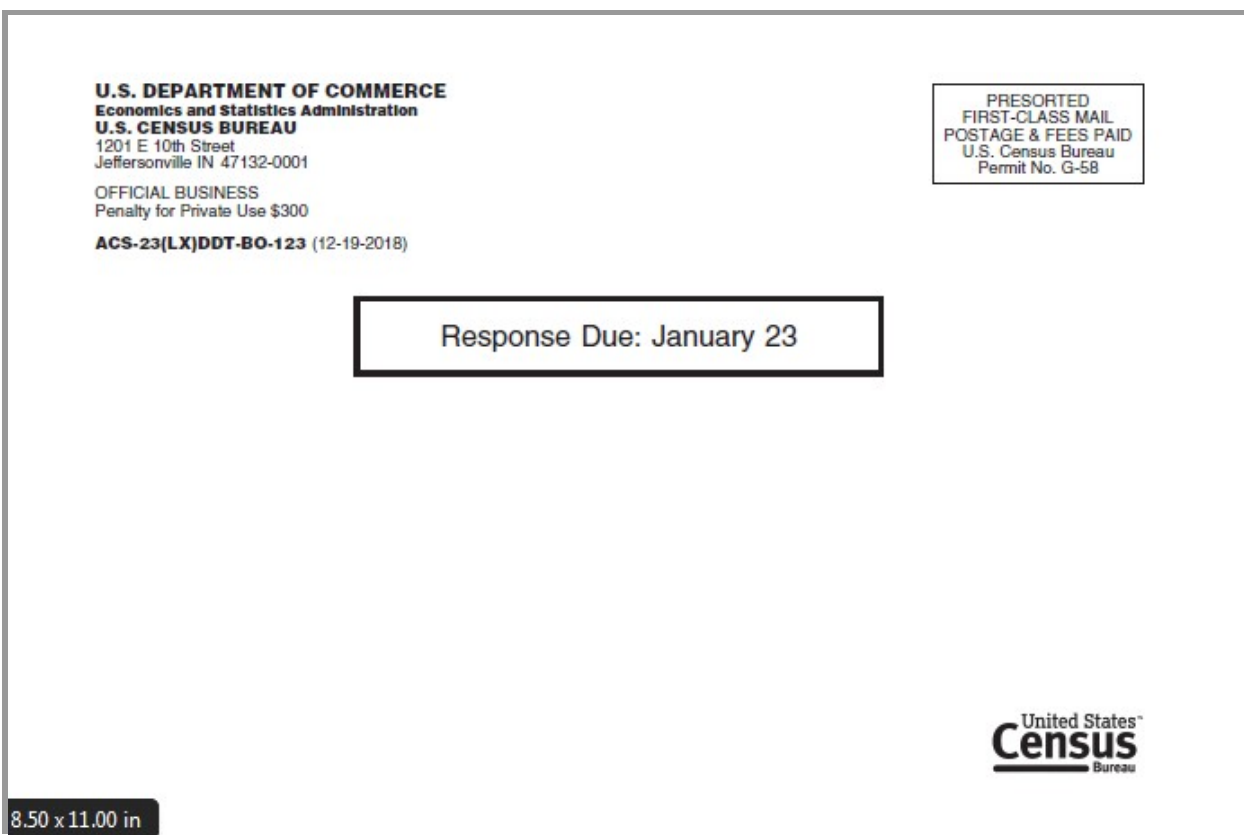 U.S. DEPARTMENT OF COMMERCE
Economics and Statistics Administration
U.S. CENSUS BUREAU
1201 E 10th Street
Jeffersonville IN 47132-0001
OFFICIAL BUSINESS
Penalty for Private Use $300
ACS-23(LX)DDT-BO-123 (12-19-2018)
PRESORTED
FIRST-CLASS MAIL
POSTAGE & FEES PAID
U.S. Census Bureau
Permit No. G-58
Response Due: January 23
United States™
Census
Bureau
8.50 x 11.00 in